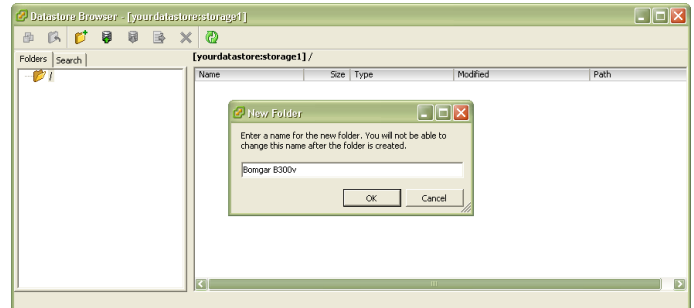 Datastore Browser - [yourdatastore:storage1]
Folders Search
[yourdatastore:storage1] /
/
Name Size Type Modified Path
New Folder
Enter a name for the new folder. You will not be able to
change this name after the folder is created.
Bomgar B300v
OK Cancel